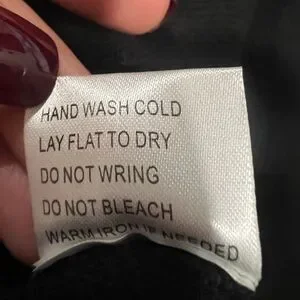 HAND WASH COLD
LAY FLAT TO DRY
DO NOT WRING
DO NOT BLEACH
WARM IRON IF NEEDED